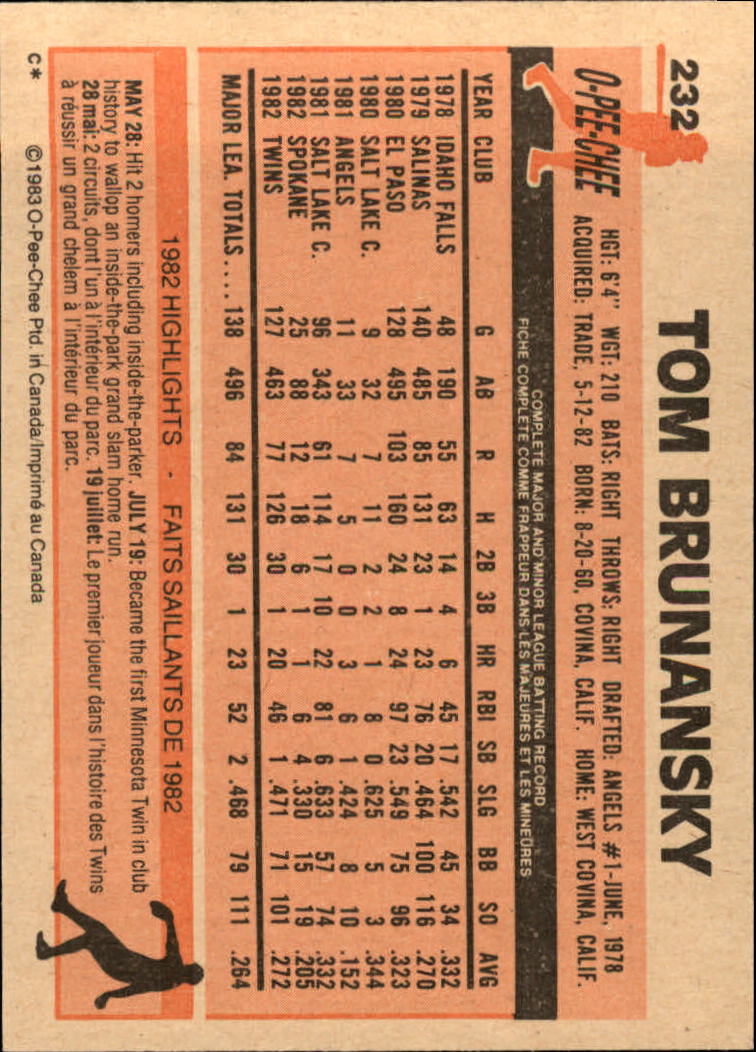 232
TOM BRUNANSKY
O-PEE-CHEE
HGT: 6'4" WGT: 210 BATS: RIGHT THROWS: RIGHT DRAFTED: ANGELS #1-JUNE, 1978
ACQUIRED: TRADE, 5-12-82 BORN: 8-20-60, COVINA, CALIF. HOME: WEST COVINA, CALIF.
COMPLETE MAJOR AND MINOR LEAGUE BATTING RECORD
FICHE COMPLETE COMME FRAPPEUR DANS LES MAJEURES ET LES MINEURES
YEAR CLUB G AB R H 2B 3B HR RBI SB SLG BB SO AVG
1978 IDAHO FALLS 48 190 55 63 14 4 6 45 17 .542 45 34 .332
1979 SALINAS 140 485 85 131 23 1 23 76 20 .464 100 116 .270
1980 EL PASO 128 495 103 160 24 8 24 97 23 .549 75 96 .323
1980 SALT LAKE C. 9 32 7 11 2 2 1 8 0 .625 5 3 .344
1981 ANGELS 11 33 7 5 0 0 3 6 1 .424 8 10 .152
1981 SALT LAKE C. 96 343 61 114 17 10 22 81 6 .633 57 74 .332
1982 SPOKANE 25 88 12 18 6 1 1 6 4 .330 15 19 .205
1982 TWINS 127 463 77 126 30 1 20 46 1 .471 71 101 .272
MAJOR LEA. TOTALS.... 138 496 84 131 30 1 23 52 2 .468 79 111 .264
1982 HIGHLIGHTS - FAITS SAILLANTS DE 1982
MAY 28: Hit 2 homers including inside-the-parker. JULY 19: Became the first Minnesota Twin in club
history to wallop an inside-the-park grand slam home run.
28 mai: 2 circuits, dont l'un à l'intérieur du parc. 19 juillet: Le premier joueur dans l'histoire des Twins
à réussir un grand chelem à l'intérieur du parc.
C* ©1983 O-Pee-Chee Ptd. in Canada/Imprimé au Canada